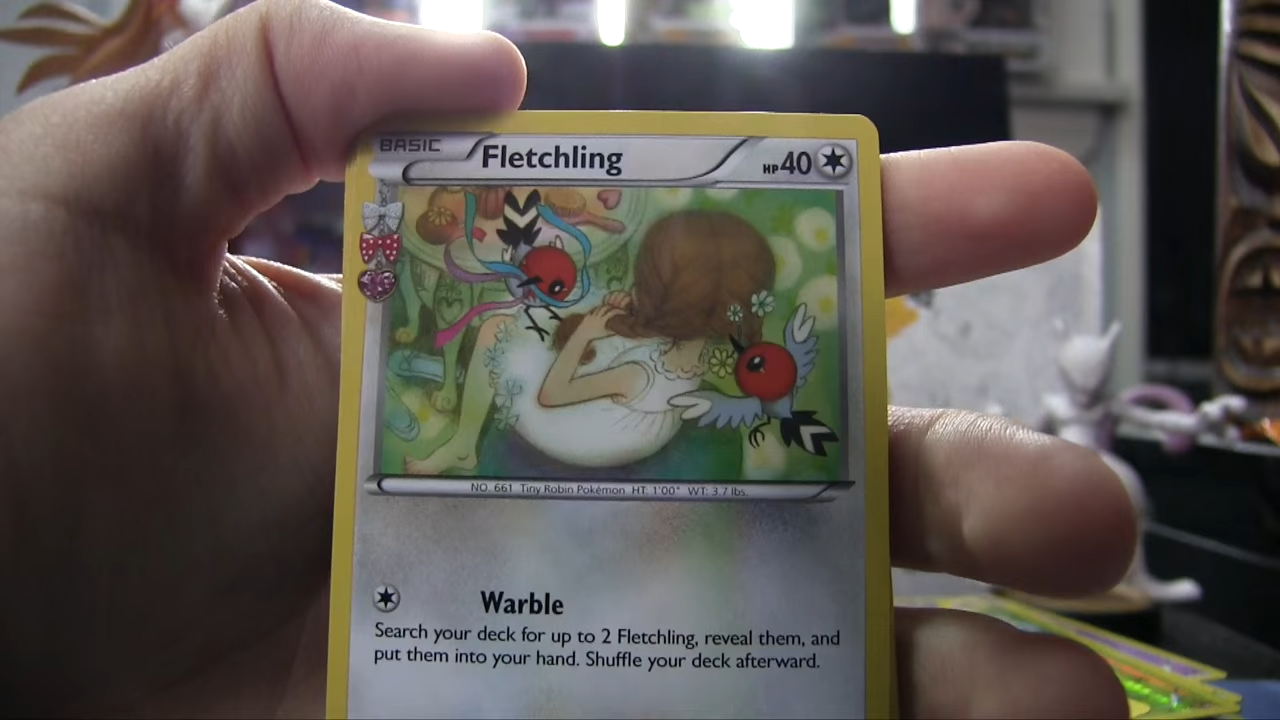 BASIC Fletchling HP40
NO. 661 Tiny Robin Pokémon. HT: 1'00" WT: 3.7 lbs.
Warble
Search your deck for up to 2 Fletchling, reveal them, and
put them into your hand. Shuffle your deck afterward.